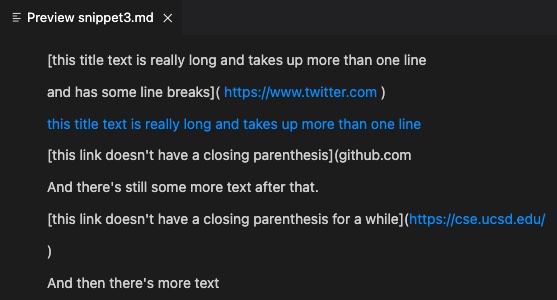 Preview snippet3.md
[this title text is really long and takes up more than one line
and has some line breaks]( https://www.twitter.com )
this title text is really long and takes up more than one line
[this link doesn't have a closing parenthesis](github.com
And there's still some more text after that.
[this link doesn't have a closing parenthesis for a while](https://cse.ucsd.edu/
)
And then there's more text